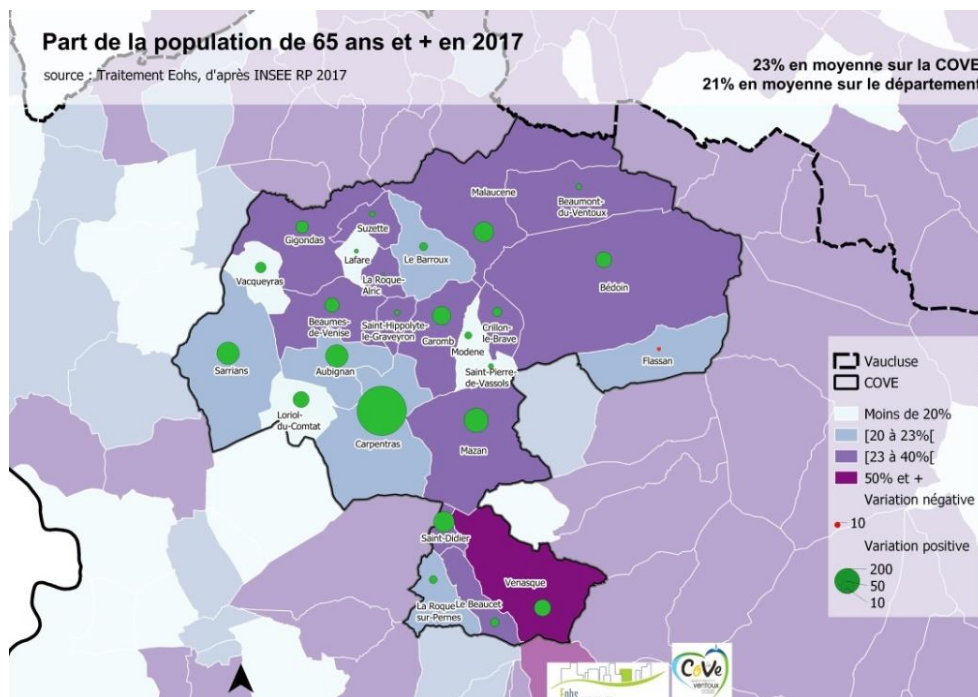 Part de la population de 65 ans et + en 2017
source : Traitement Eohs, d'après INSEE RP 2017
23% en moyenne sur la COVE
21% en moyenne sur le département
Malaucene
Beaumont-
du-Ventoux
Suzette
Gigondas
Lafare
Le Barroux
Vacqueyras
La Roque-
Alric
Bédoin
Beaumes-
de-Venise
Saint-Hippolyte-
le-Graveyron
Caromb
Crillon-
le-Brave
Modene
Sarrians
Aubignan
Saint-Pierre-
de-Vassols
Flassan
Loriol-
du-Comtat
Carpentras
Mazan
Saint-Didier
Venasque
La Roque-
sur-Pernes
Le Beaucet
Vaucluse
COVE
Moins de 20%
[20 à 23%[
[23 à 40%[
50% et +
Variation négative
10
Variation positive
200
50
10
Eohs
CoVe
ventoux